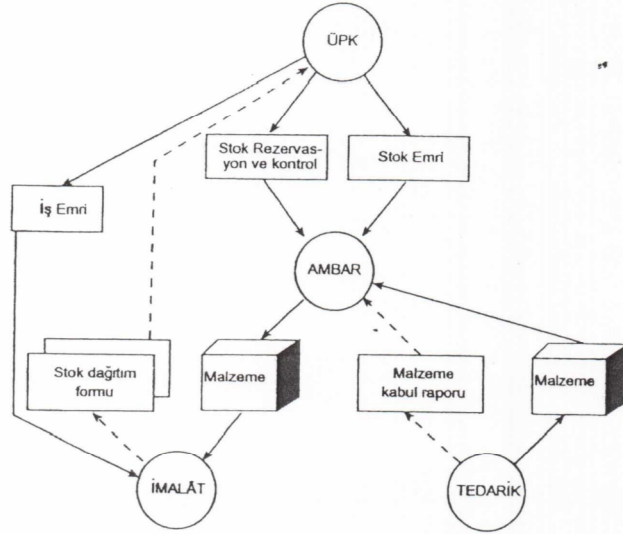 ÜPK
Stok Rezervas-
yon ve kontrol
Stok Emri
İş Emri
AMBAR
Stok dağıtım
formu
Malzeme
Malzeme
kabul raporu
Malzeme
İMALÂT
TEDARİK